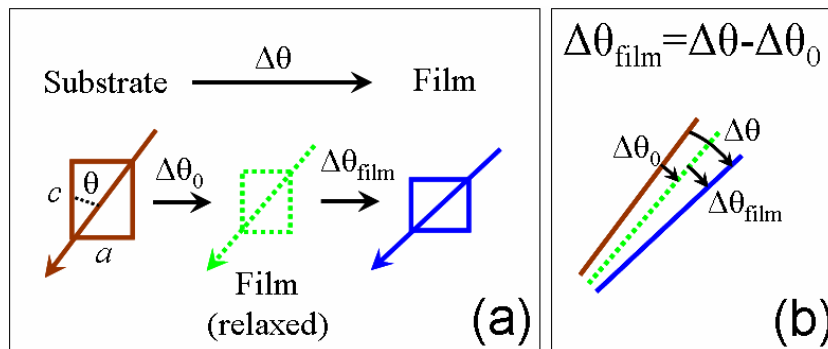 Δθ
Substrate
Film
Δθ₀
Δθfilm
c
θ
a
Film
(relaxed)
(a)
Δθfilm=Δθ-Δθ₀
Δθ
Δθ₀
Δθfilm
(b)